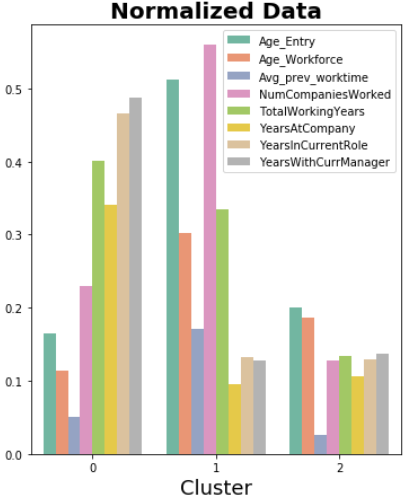 Normalized Data
Age_Entry
Age_Workforce
Avg_prev_worktime
NumCompaniesWorked
TotalWorkingYears
YearsAtCompany
YearsInCurrentRole
YearsWithCurrManager
0.5
0.4
0.3
0.2
0.1
0.0
0 1 2
Cluster